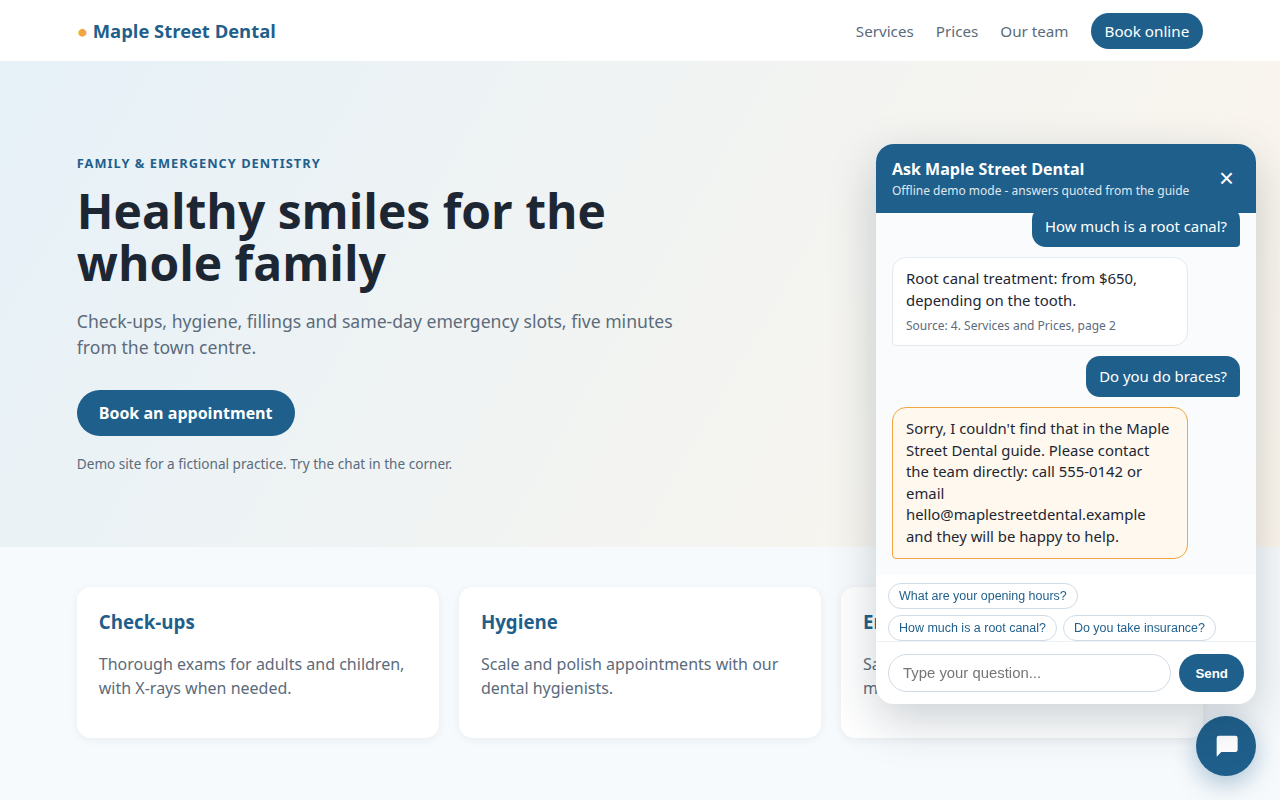 Maple Street Dental
Services
Prices
Our team
Book online
FAMILY & EMERGENCY DENTISTRY
Healthy smiles for the
whole family
Check-ups, hygiene, fillings and same-day emergency slots, five minutes
from the town centre.
Book an appointment
Demo site for a fictional practice. Try the chat in the corner.
Check-ups
Thorough exams for adults and children,
with X-rays when needed.
Hygiene
Scale and polish appointments with our
dental hygienists.
Ask Maple Street Dental
Offline demo mode - answers quoted from the guide
How much is a root canal?
Root canal treatment: from $650,
depending on the tooth.
Source: 4. Services and Prices, page 2
Do you do braces?
Sorry, I couldn't find that in the Maple
Street Dental guide. Please contact
the team directly: call 555-0142 or
email
hello@maplestreetdental.example
and they will be happy to help.
What are your opening hours?
How much is a root canal?
Do you take insurance?
Type your question...
Send